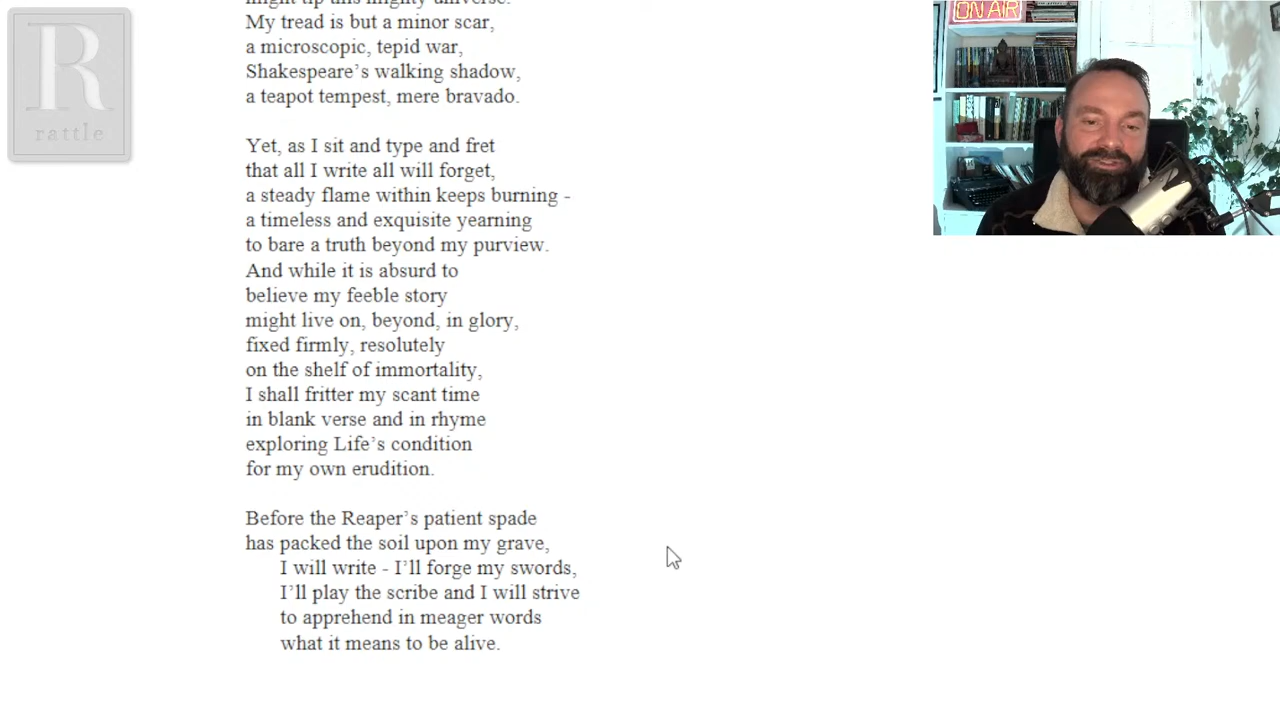 might tip this mighty universe.
My tread is but a minor scar,
a microscopic, tepid war,
Shakespeare’s walking shadow,
a teapot tempest, mere bravado.
Yet, as I sit and type and fret
that all I write all will forget,
a steady flame within keeps burning -
a timeless and exquisite yearning
to bare a truth beyond my purview.
And while it is absurd to
believe my feeble story
might live on, beyond, in glory,
fixed firmly, resolutely
on the shelf of immortality,
I shall fritter my scant time
in blank verse and in rhyme
exploring Life’s condition
for my own erudition.
Before the Reaper’s patient spade
has packed the soil upon my grave,
I will write - I’ll forge my swords,
I’ll play the scribe and I will strive
to apprehend in meager words
what it means to be alive.
R
rattle
ON AIR